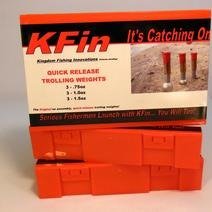 KFin
It's Catching On
Kingdom Fishing Innovations
QUICK RELEASE
TROLLING WEIGHTS
3 - .75oz
3 - 1.0oz
3 - 1.5oz
Serious Fishermen Launch with KFin... You Will Too!